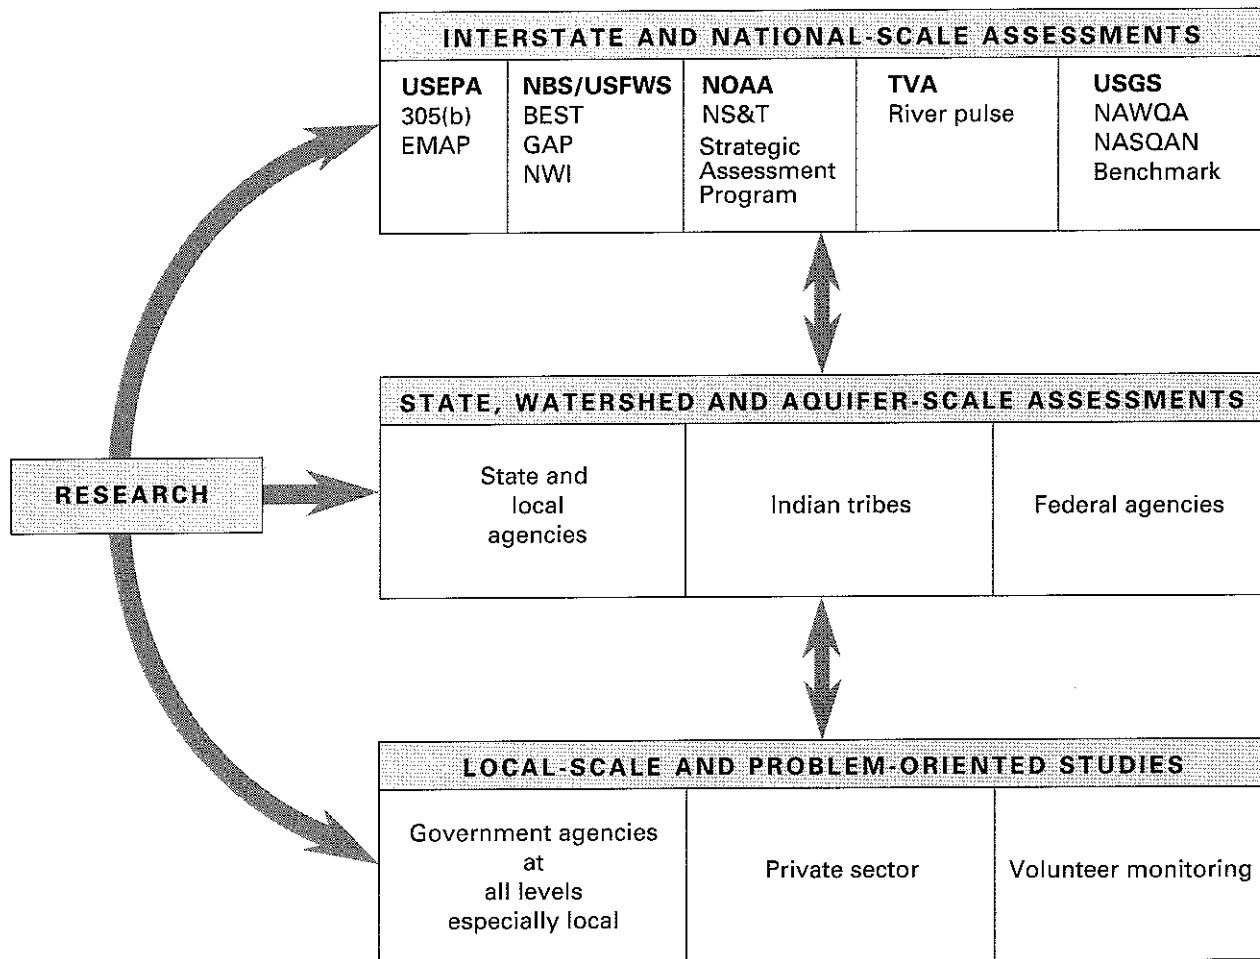 INTERSTATE AND NATIONAL-SCALE ASSESSMENTS
USEPA
305(b)
EMAP
NBS/USFWS
BEST
GAP
NWI
NOAA
NS&T
Strategic
Assessment
Program
TVA
River pulse
USGS
NAWQA
NASQAN
Benchmark
STATE, WATERSHED AND AQUIFER-SCALE ASSESSMENTS
State and
local
agencies
Indian tribes
Federal agencies
RESEARCH
LOCAL-SCALE AND PROBLEM-ORIENTED STUDIES
Government agencies
at
all levels
especially local
Private sector
Volunteer monitoring